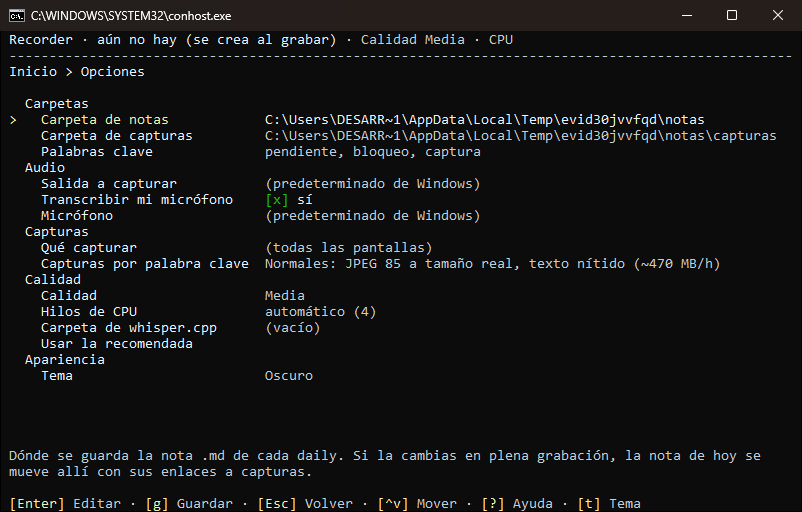 C:\WINDOWS\SYSTEM32\conhost.exe
Recorder · aún no hay (se crea al grabar) · Calidad Media · CPU
Inicio > Opciones
Carpetas
> Carpeta de notas C:\Users\DESARR~1\AppData\Local\Temp\evid30jvvfqd\notas
Carpeta de capturas C:\Users\DESARR~1\AppData\Local\Temp\evid30jvvfqd\notas\capturas
Palabras clave pendiente, bloqueo, captura
Audio
Salida a capturar (predeterminado de Windows)
Transcribir mi micrófono [x] sí
Micrófono (predeterminado de Windows)
Capturas
Qué capturar (todas las pantallas)
Capturas por palabra clave Normales: JPEG 85 a tamaño real, texto nítido (~470 MB/h)
Calidad
Calidad Media
Hilos de CPU automático (4)
Carpeta de whisper.cpp (vacío)
Usar la recomendada
Apariencia
Tema Oscuro
Dónde se guarda la nota .md de cada daily. Si la cambias en plena grabación, la nota de hoy se
mueve allí con sus enlaces a capturas.
[Enter] Editar · [g] Guardar · [Esc] Volver · [^v] Mover · [?] Ayuda · [t] Tema